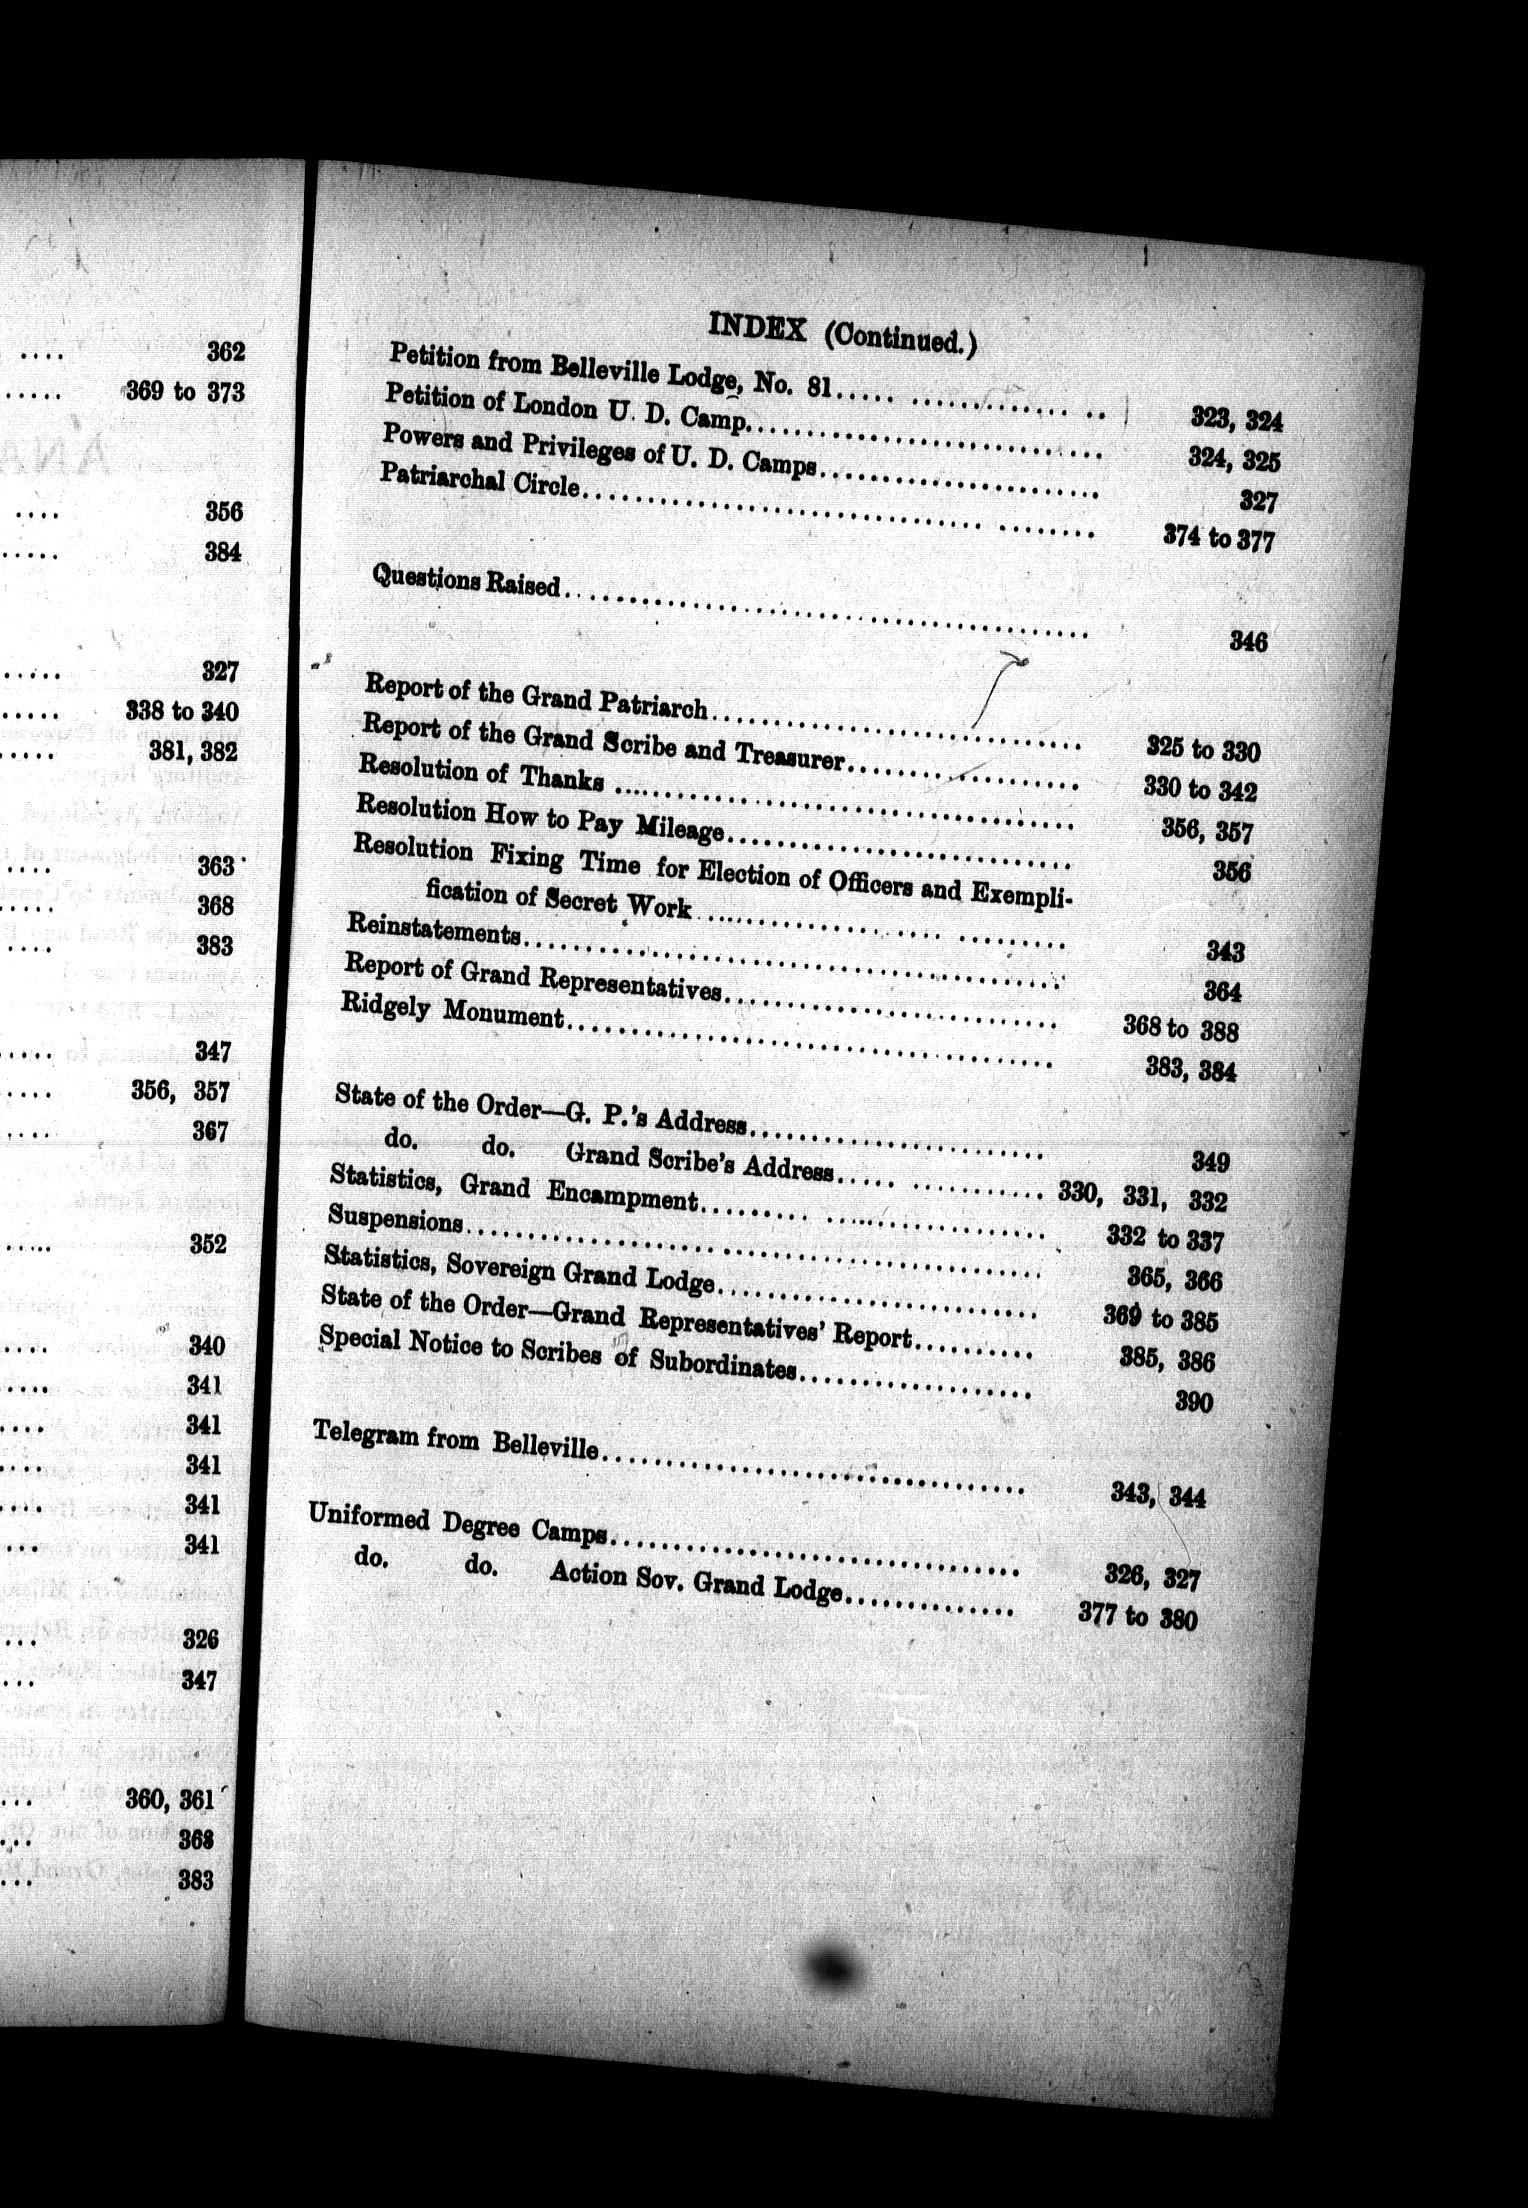 362
369 to 373
356
384
327
338 to 340
381, 382
363
368
383
347
356, 357
367
352
340
341
341
341
341
341
326
347
360, 361
368
383
INDEX (Continued.)
Petition from Belleville Lodge, No. 81..... ............. .. 323, 324
Petition of London U. D. Camp............................ 324, 325
Powers and Privileges of U. D. Camps...................... 327
Patriarchal Circle................................ ........ 374 to 377
Questions Raised......................................... 346
Report of the Grand Patriarch............................. 325 to 330
Report of the Grand Scribe and Treasurer................... 330 to 342
Resolution of Thanks .................................... 356, 357
Resolution How to Pay Mileage........................... 356
Resolution Fixing Time for Election of Officers and Exempli-
fication of Secret Work ................... ......... 343
Reinstatements.......................................... 364
Report of Grand Representatives.......................... 368 to 388
Ridgely Monument...................................... 383, 384
State of the Order—G. P.'s Address........................ 349
do. do. Grand Scribe's Address..... ........... 330, 331, 332
Statistics, Grand Encampment......... .................. 332 to 337
Suspensions............................................. 365, 366
Statistics, Sovereign Grand Lodge......................... 369 to 385
State of the Order—Grand Representatives' Report.......... 385, 386
Special Notice to Scribes of Subordinates................... 390
Telegram from Belleville.................................. 343, 344
Uniformed Degree Camps................................. 326, 327
do. do. Action Sov. Grand Lodge.............. 377 to 380